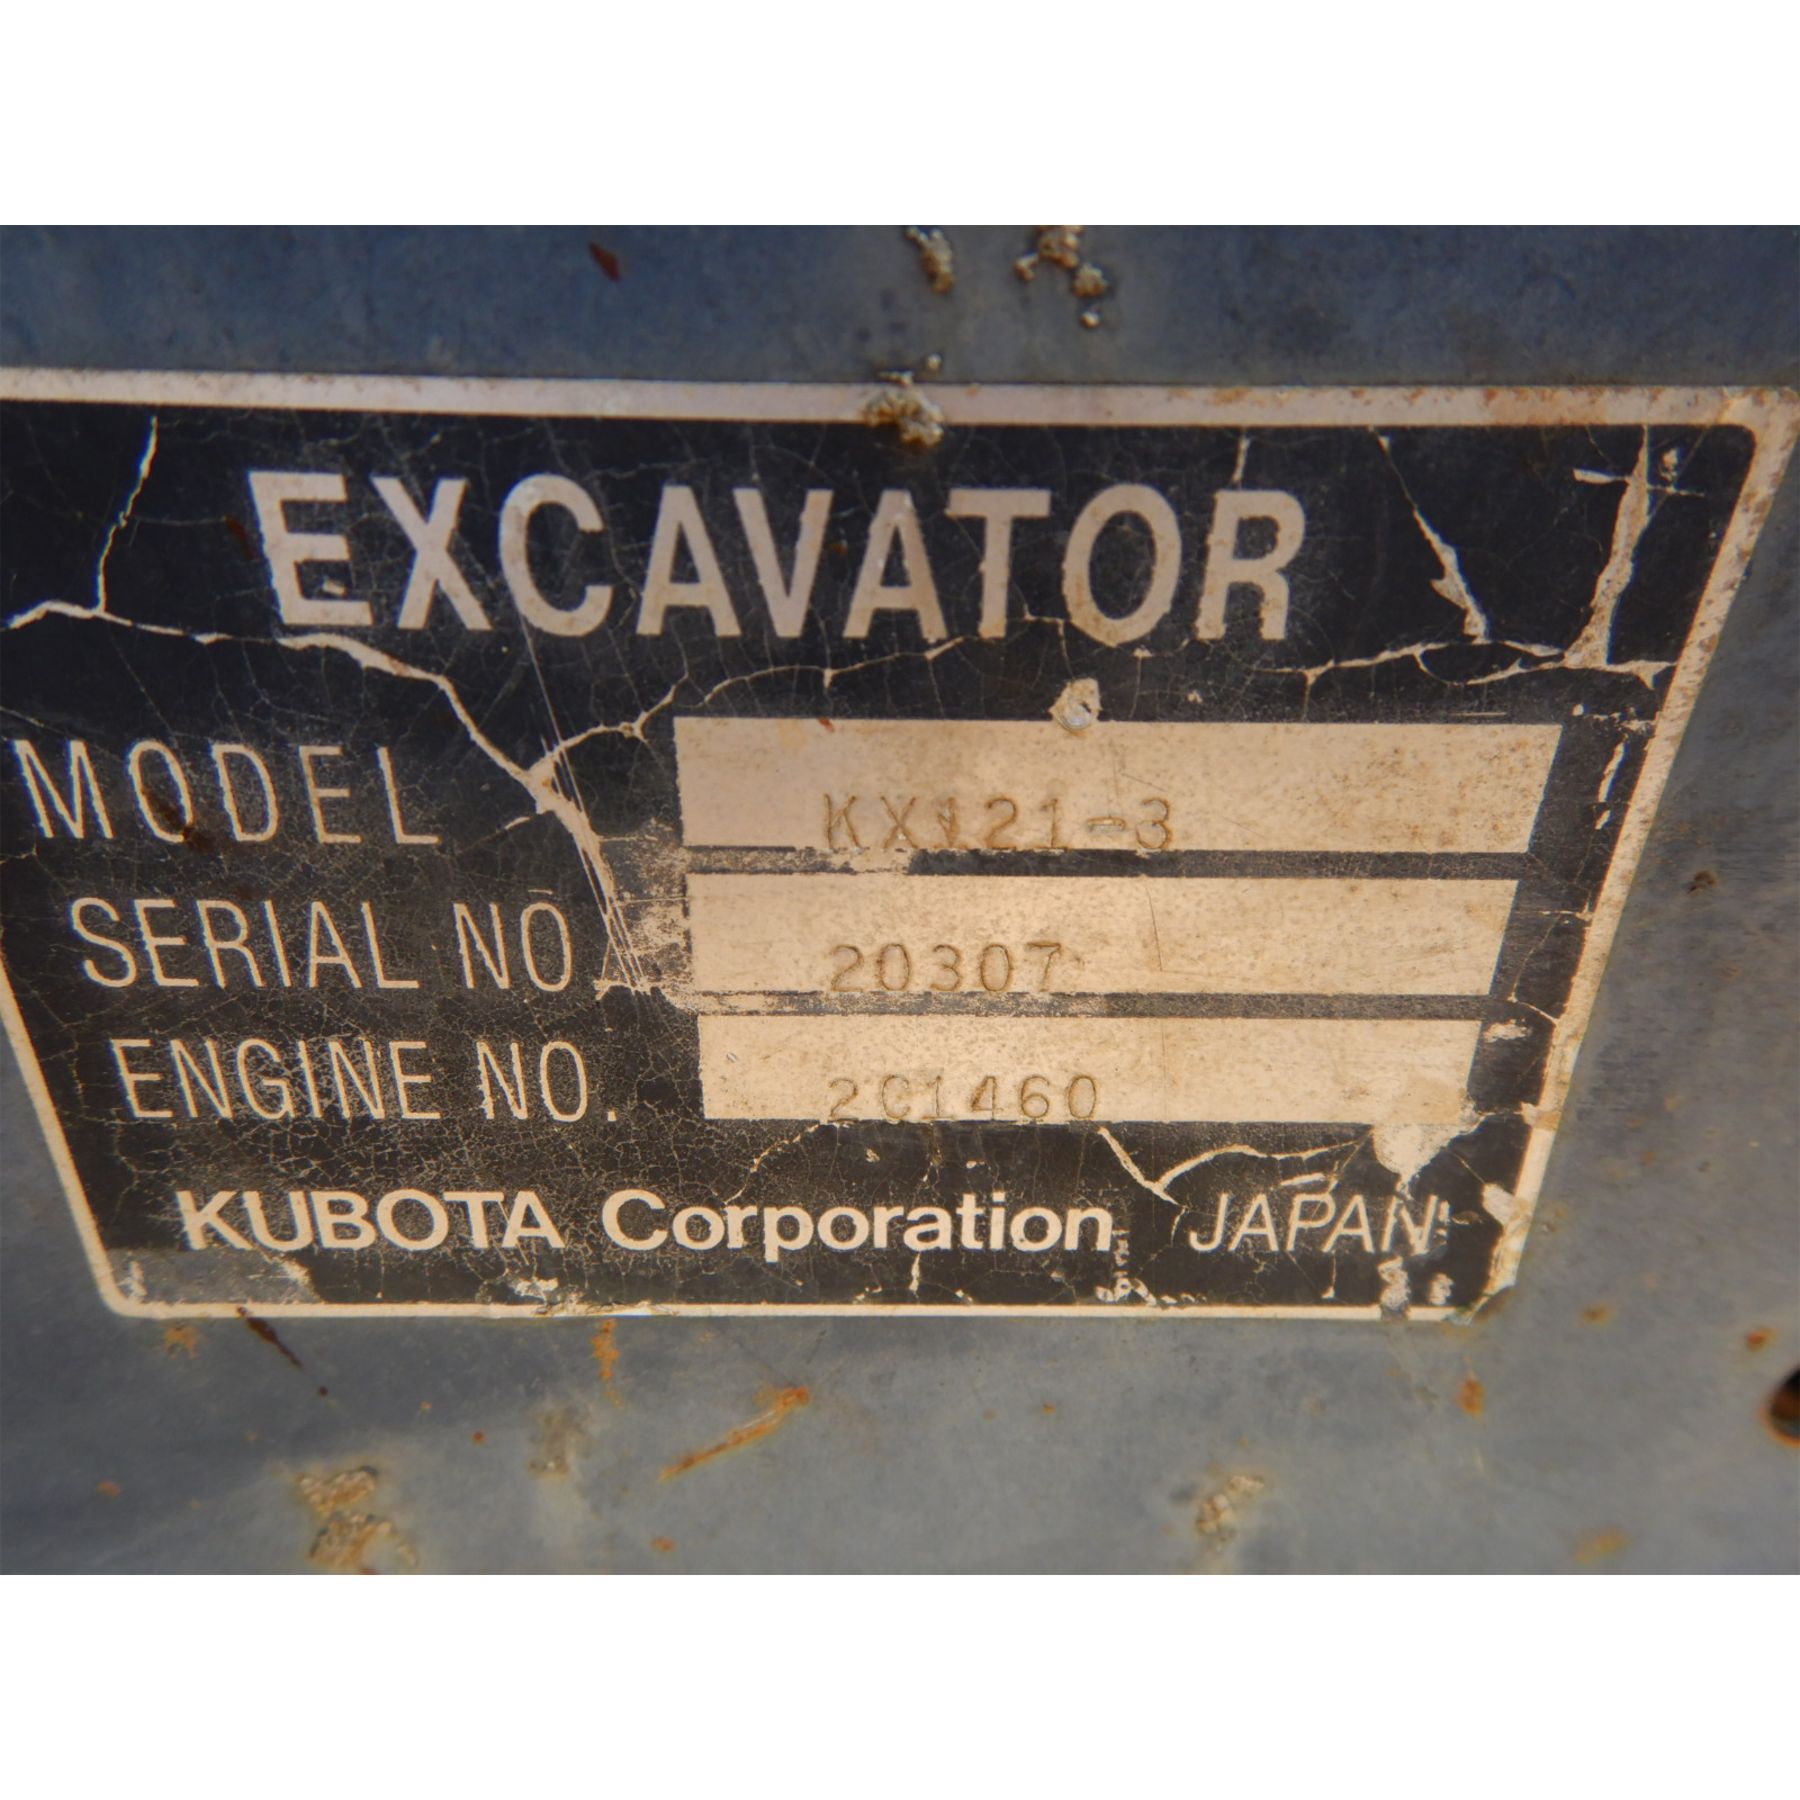 EXCAVATOR
MODEL KX121-3
SERIAL NO. 20307
ENGINE NO. 2C1460
KUBOTA Corporation JAPAN